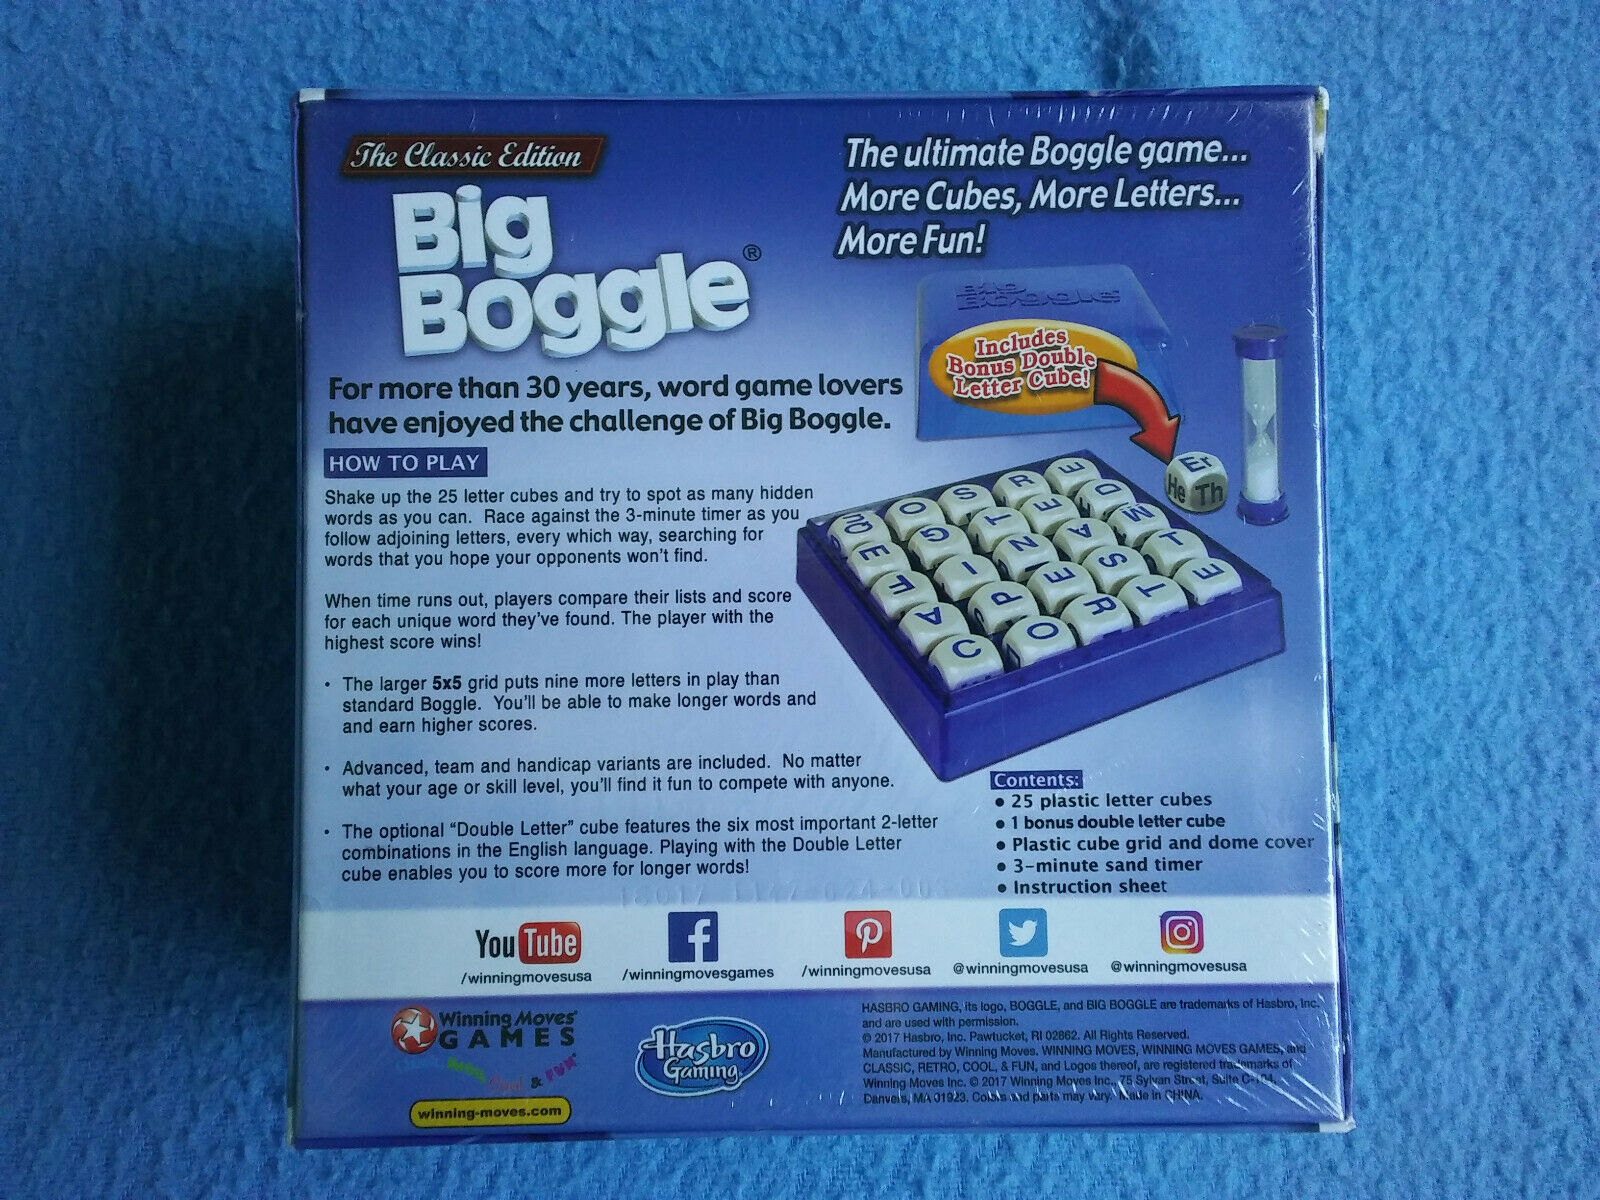 The Classic Edition
Big
Boggle®
The ultimate Boggle game...
More Cubes, More Letters...
More Fun!
BIG
BOGGLE
Includes
Bonus Double
Letter Cube!
Er
He Th
For more than 30 years, word game lovers
have enjoyed the challenge of Big Boggle.
HOW TO PLAY
Shake up the 25 letter cubes and try to spot as many hidden
words as you can. Race against the 3-minute timer as you
follow adjoining letters, every which way, searching for
words that you hope your opponents won't find.
When time runs out, players compare their lists and score
for each unique word they've found. The player with the
highest score wins!
• The larger 5x5 grid puts nine more letters in play than
standard Boggle. You'll be able to make longer words and
and earn higher scores.
• Advanced, team and handicap variants are included. No matter
what your age or skill level, you'll find it fun to compete with anyone.
• The optional "Double Letter" cube features the six most important 2-letter
combinations in the English language. Playing with the Double Letter
cube enables you to score more for longer words!
QU O S R E
E G T E D
L I N A M
A P E S I
C O R T E
Contents:
• 25 plastic letter cubes
• 1 bonus double letter cube
• Plastic cube grid and dome cover
• 3-minute sand timer
• Instruction sheet
YouTube
/winningmovesusa
f
/winningmovesgames
/winningmovesusa
@winningmovesusa
@winningmovesusa
Winning Moves®
GAMES
Cool & FUN
winning-moves.com
Hasbro
Gaming
HASBRO GAMING, its logo, BOGGLE, and BIG BOGGLE are trademarks of Hasbro, Inc.
and are used with permission.
© 2017 Hasbro, Inc. Pawtucket, RI 02862. All Rights Reserved.
Manufactured by Winning Moves. WINNING MOVES, WINNING MOVES GAMES, and
CLASSIC, RETRO, COOL, & FUN, and Logos thereof, are registered trademarks of
Winning Moves Inc. © 2017 Winning Moves Inc., 75 Sylvan Street, Suite C-104,
Danvers, MA 01923. Colors and parts may vary. Made in CHINA.